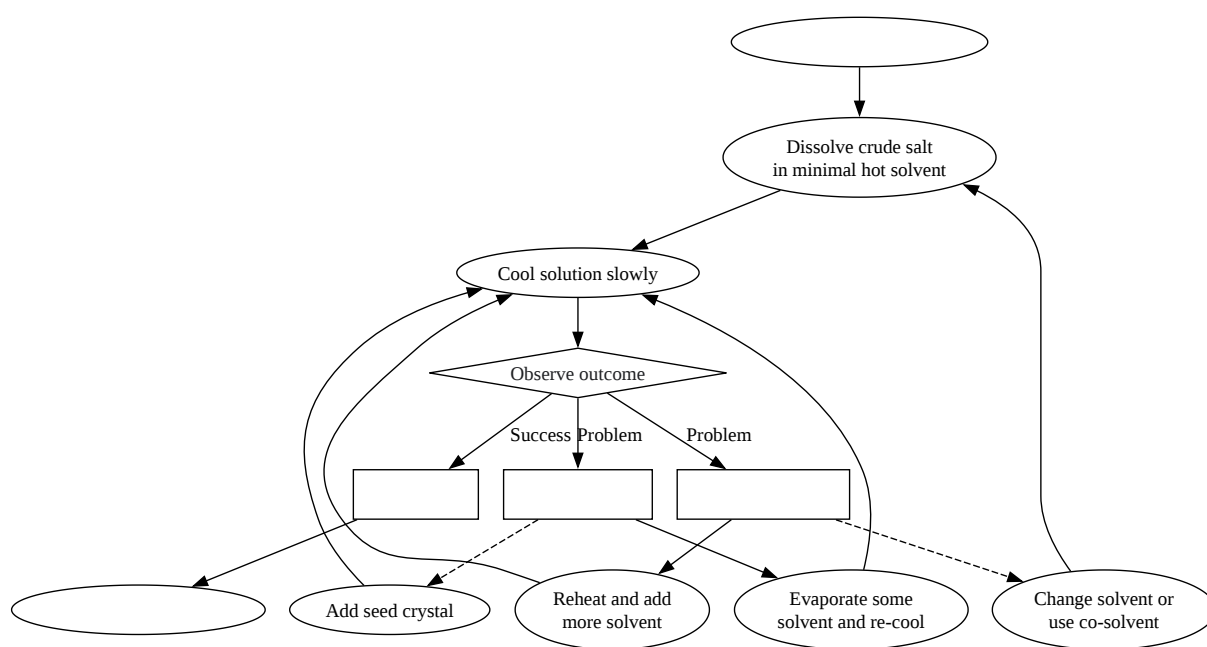 Dissolve crude salt
in minimal hot solvent
Cool solution slowly
Observe outcome
Success
Problem
Problem
Add seed crystal
Reheat and add
more solvent
Evaporate some
solvent and re-cool
Change solvent or
use co-solvent